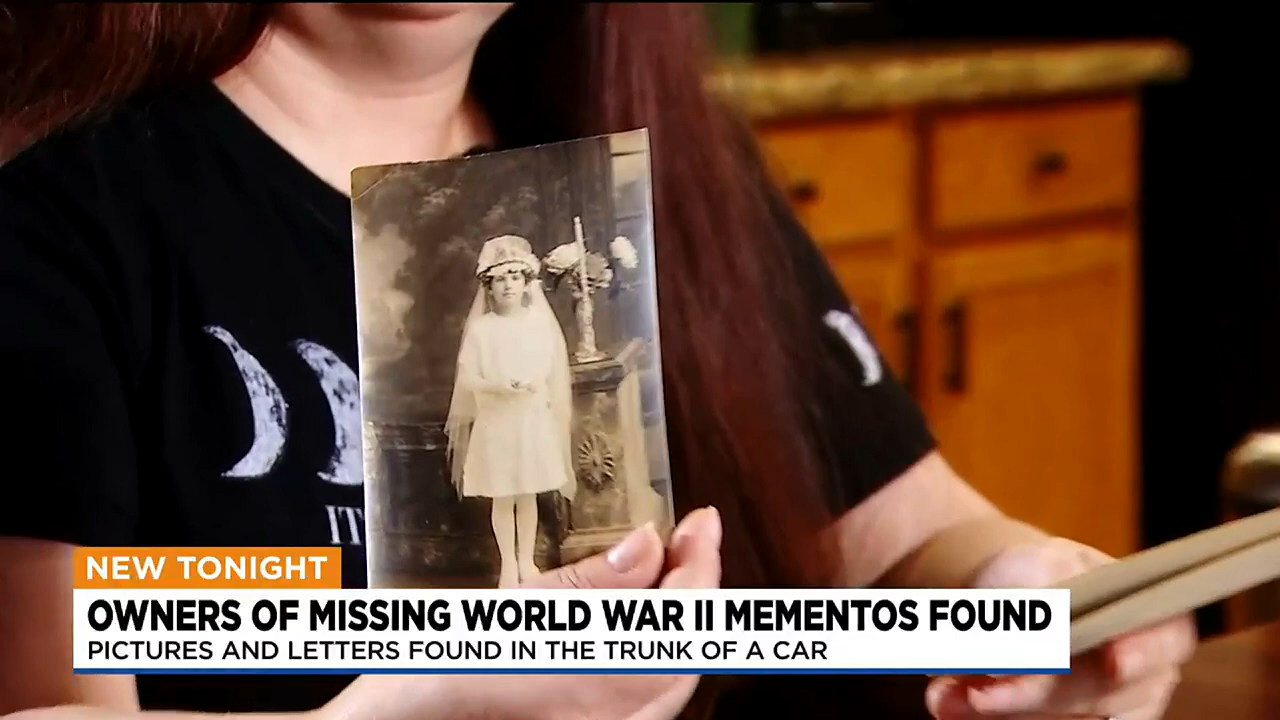 IT
NEW TONIGHT
OWNERS OF MISSING WORLD WAR II MEMENTOS FOUND
PICTURES AND LETTERS FOUND IN THE TRUNK OF A CAR